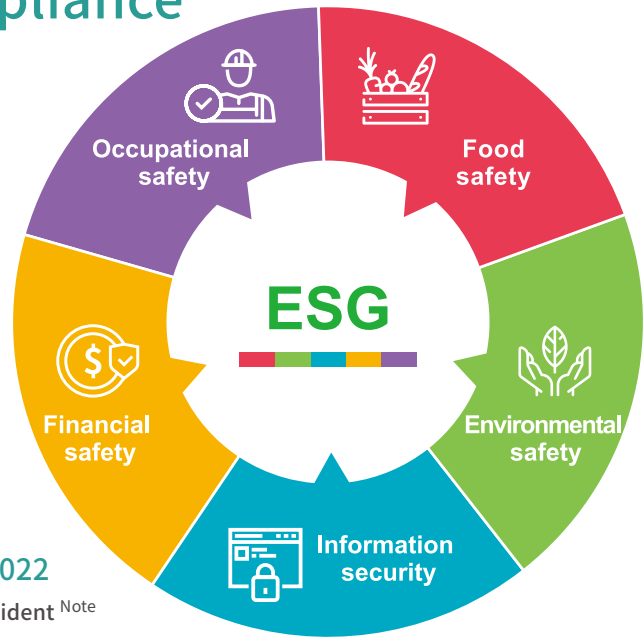 pliance
Occupational
safety
Food
safety
ESG
$
Financial
safety
Environmental
safety
Information
security
022
ident Note